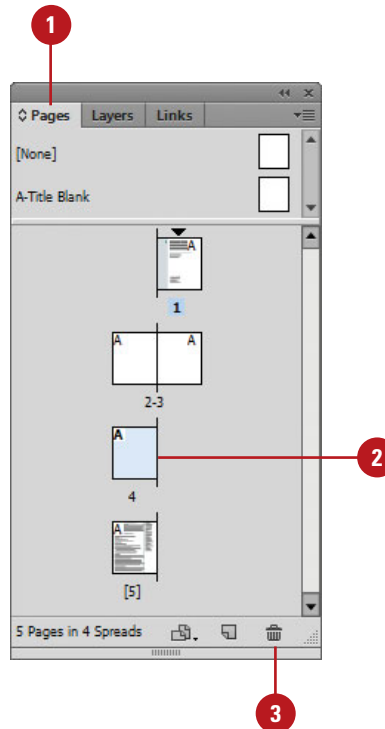 1
Pages Layers Links
[None]
A-Title Blank
A
1
A A
2-3
A
2
4
A
[5]
5 Pages in 4 Spreads
3